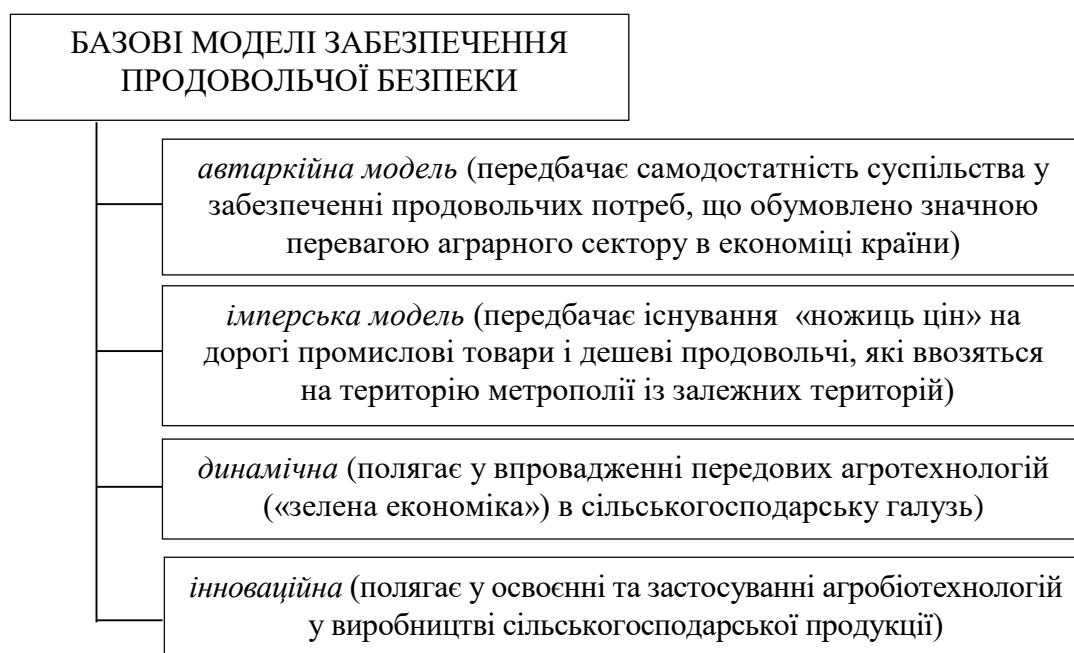 БАЗОВІ МОДЕЛІ ЗАБЕЗПЕЧЕННЯ
ПРОДОВОЛЬЧОЇ БЕЗПЕКИ
автаркійна модель (передбачає самодостатність суспільства у
забезпеченні продовольчих потреб, що обумовлено значною
перевагою аграрного сектору в економіці країни)
імперська модель (передбачає існування «ножиць цін» на
дорогі промислові товари і дешеві продовольчі, які ввозяться
на територію метрополії із залежних територій)
динамічна (полягає у впровадженні передових агротехнологій
(«зелена економіка») в сільськогосподарську галузь)
інноваційна (полягає у освоєнні та застосуванні агробіотехнологій
у виробництві сільськогосподарської продукції)